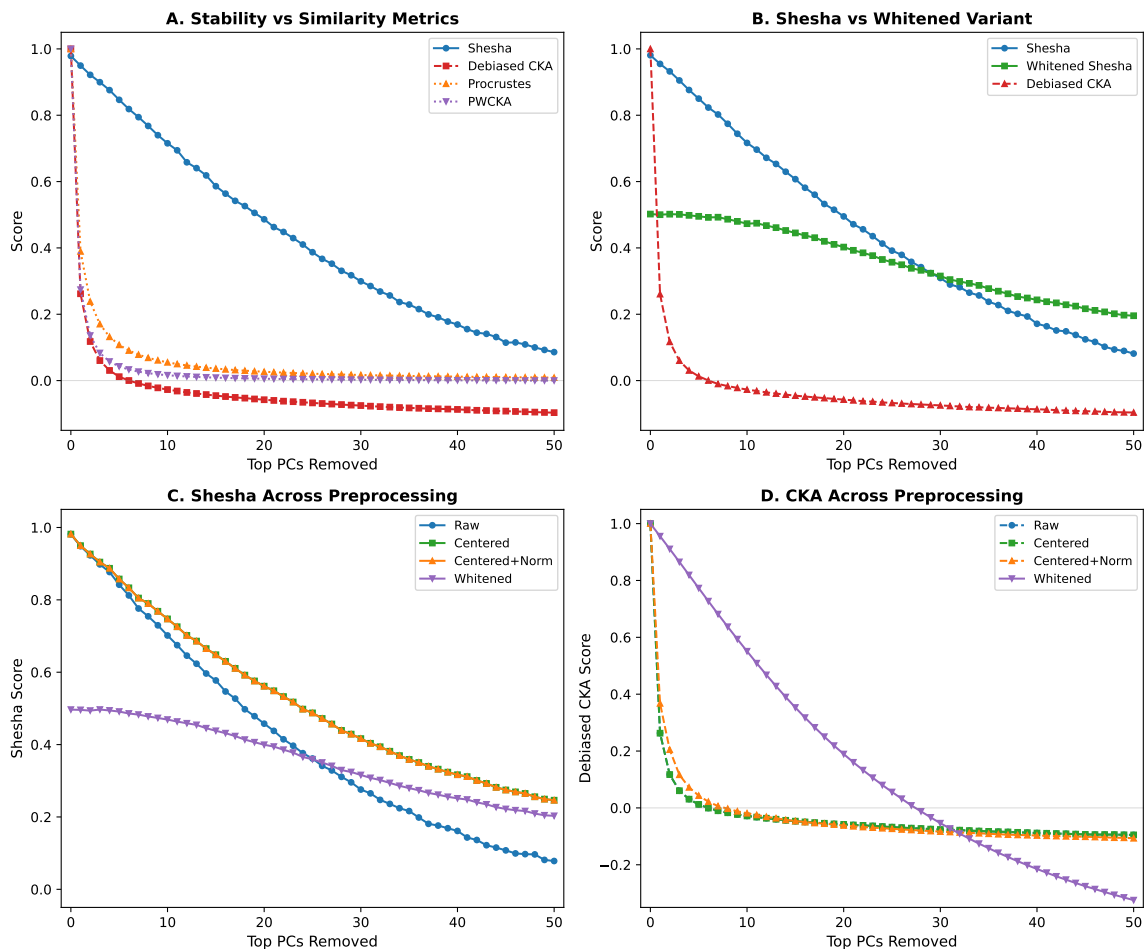 A. Stability vs Similarity Metrics
Score
1.0
0.8
0.6
0.4
0.2
0.0
Shesha
Debiased CKA
Procrustes
PWCKA
0 10 20 30 40 50
Top PCs Removed
B. Shesha vs Whitened Variant
Score
1.0
0.8
0.6
0.4
0.2
0.0
Shesha
Whitened Shesha
Debiased CKA
0 10 20 30 40 50
Top PCs Removed
C. Shesha Across Preprocessing
Shesha Score
1.0
0.8
0.6
0.4
0.2
0.0
Raw
Centered
Centered+Norm
Whitened
0 10 20 30 40 50
Top PCs Removed
D. CKA Across Preprocessing
Debiased CKA Score
1.0
0.8
0.6
0.4
0.2
0.0
−0.2
Raw
Centered
Centered+Norm
Whitened
0 10 20 30 40 50
Top PCs Removed